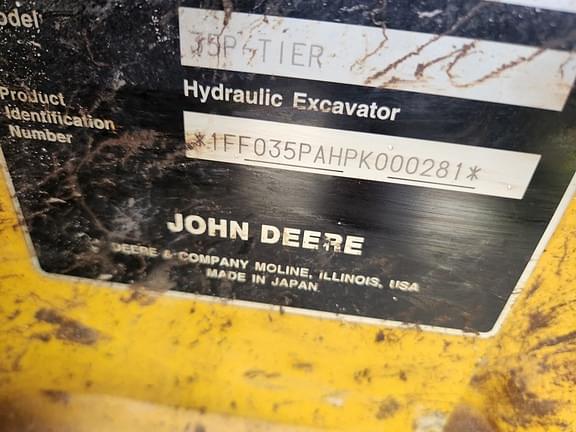 odel
35P-TIER
Hydraulic Excavator
Product
Identification
Number
*1FF035PAHPK000281*
JOHN DEERE
DEERE & COMPANY MOLINE, ILLINOIS, USA
MADE IN JAPAN